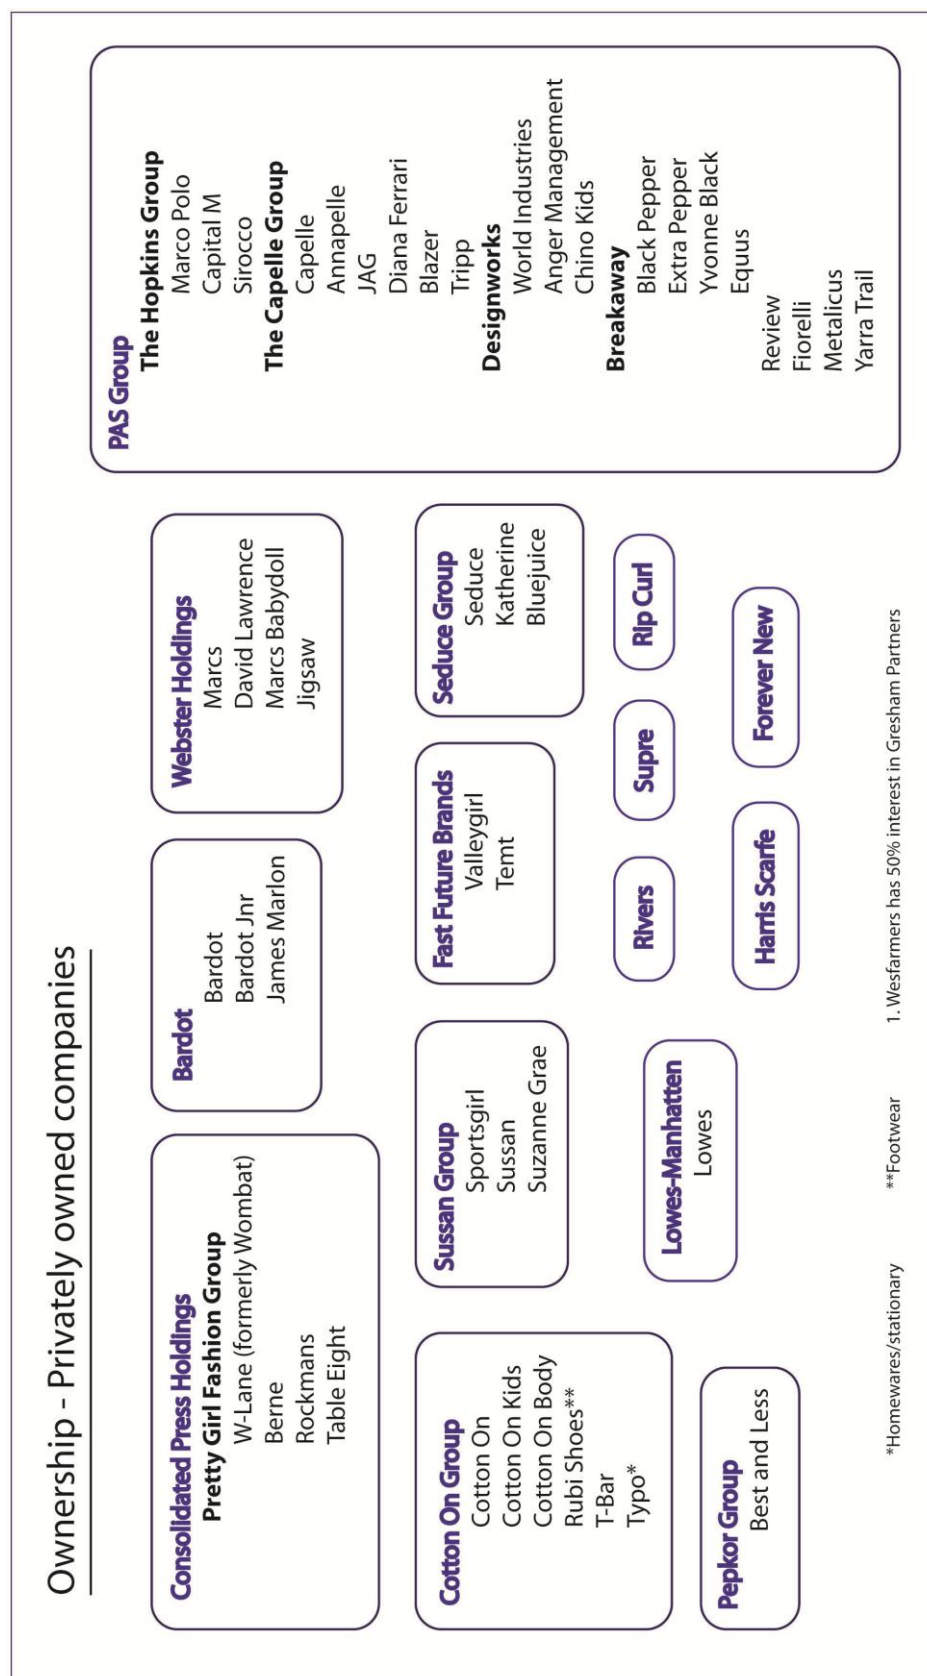 Ownership - Privately owned companies
Consolidated Press Holdings
Pretty Girl Fashion Group
W-Lane (formerly Wombat)
Berne
Rockmans
Table Eight
Bardot
Bardot
Bardot Jnr
James Marlon
Webster Holdings
Marcs
David Lawrence
Marcs Babydoll
Jigsaw
PAS Group
The Hopkins Group
Marco Polo
Capital M
Sirocco
The Capelle Group
Capelle
Annapelle
JAG
Diana Ferrari
Blazer
Tripp
Designworks
World Industries
Anger Management
Chino Kids
Breakaway
Black Pepper
Extra Pepper
Yvonne Black
Equus
Review
Fiorelli
Metalicus
Yarra Trail
Cotton On Group
Cotton On
Cotton On Kids
Cotton On Body
Rubi Shoes**
T-Bar
Typo*
Sussan Group
Sportsgirl
Sussan
Suzanne Grae
Fast Future Brands
Valleygirl
Temt
Seduce Group
Seduce
Katherine
Bluejuice
Rivers
Supre
Rip Curl
Pepkor Group
Best and Less
Lowes-Manhatten
Lowes
Harris Scarfe
Forever New
*Homewares/stationary **Footwear 1. Wesfarmers has 50% interest in Gresham Partners